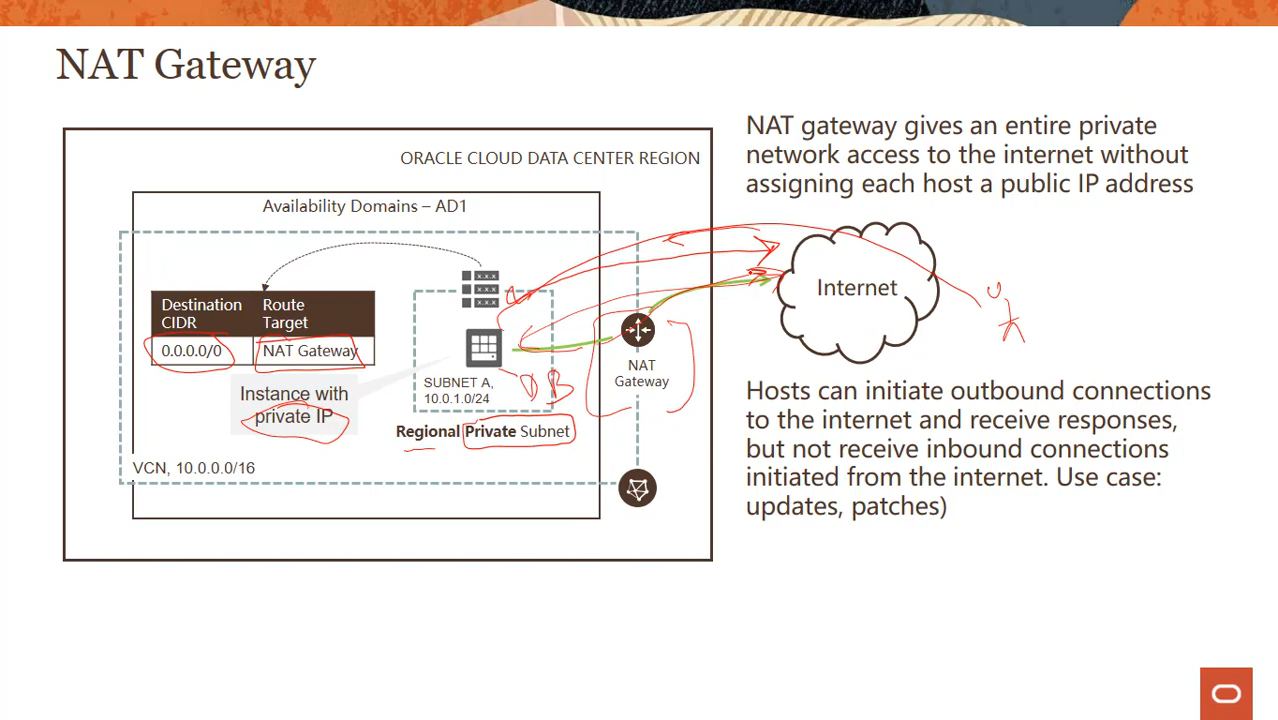 NAT Gateway
ORACLE CLOUD DATA CENTER REGION
Availability Domains – AD1
Destination CIDR
Route Target
0.0.0.0/0
NAT Gateway
Instance with
private IP
x.x.x
x.x.x
x.x.x
SUBNET A,
10.0.1.0/24
DB
Regional Private Subnet
VCN, 10.0.0.0/16
NAT
Gateway
NAT gateway gives an entire private
network access to the internet without
assigning each host a public IP address
Internet
Hosts can initiate outbound connections
to the internet and receive responses,
but not receive inbound connections
initiated from the internet. Use case:
updates, patches)